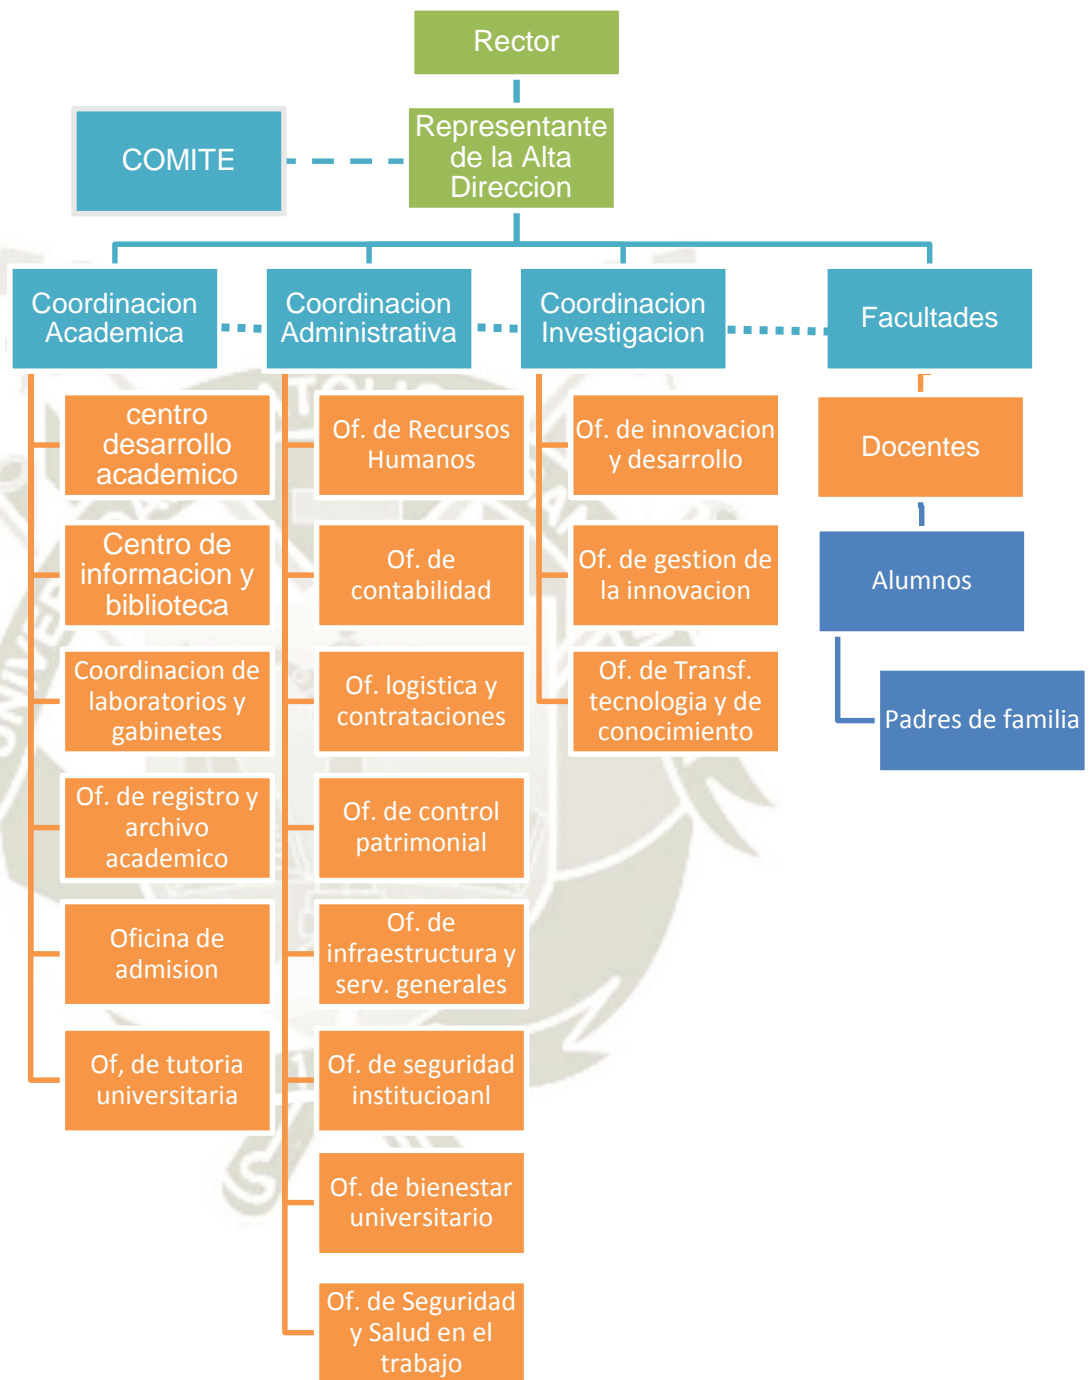 Rector
Representante
de la Alta
Direccion
COMITE
Coordinacion
Academica
Coordinacion
Administrativa
Coordinacion
Investigacion
Facultades
centro
desarrollo
academico
Centro de
informacion y
biblioteca
Coordinacion de
laboratorios y
gabinetes
Of. de registro y
archivo
academico
Oficina de
admision
Of, de tutoria
universitaria
Of. de Recursos
Humanos
Of. de
contabilidad
Of. logistica y
contrataciones
Of. de control
patrimonial
Of. de
infraestructura y
serv. generales
Of. de seguridad
institucioanl
Of. de bienestar
universitario
Of. de Seguridad
y Salud en el
trabajo
Of. de innovacion
y desarrollo
Of. de gestion de
la innovacion
Of. de Transf.
tecnologia y de
conocimiento
Docentes
Alumnos
Padres de familia